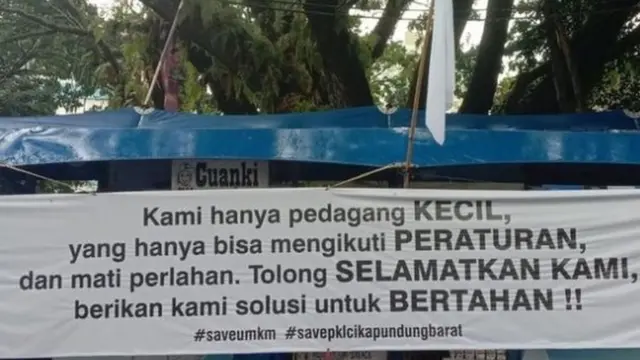 Cuanki
Kami hanya pedagang KECIL,
yang hanya bisa mengikuti PERATURAN,
dan mati perlahan. Tolong SELAMATKAN KAMI,
berikan kami solusi untuk BERTAHAN !!
#saveumkm #savepklcikapundungbarat